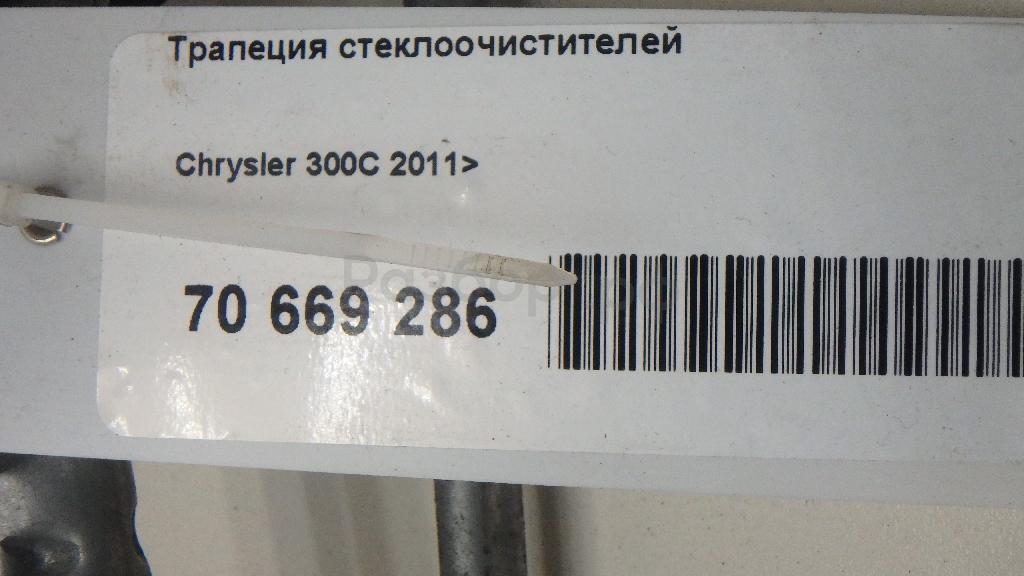 Трапеция стеклоочистителей
Chrysler 300C 2011>
70 669 286